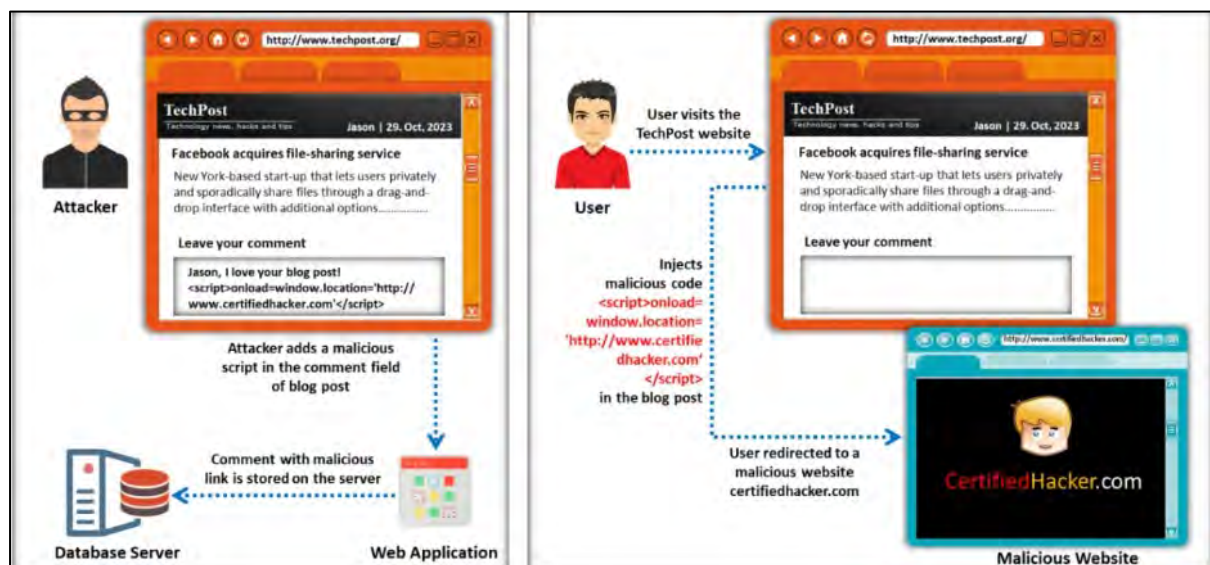 http://www.techpost.org/
TechPost
Technology news, hacks and tips
Jason | 29. Oct, 2023
Facebook acquires file-sharing service
New York-based start-up that lets users privately
and sporadically share files through a drag-and-
drop interface with additional options................
Leave your comment
Jason, I love your blog post!
<script>onload=window.location='http://
www.certifiedhacker.com'</script>
Attacker
Attacker adds a malicious
script in the comment field
of blog post
Comment with malicious
link is stored on the server
Database Server
Web Application
User visits the
TechPost website
User
http://www.techpost.org/
TechPost
Technology news, hacks and tips
Jason | 29. Oct, 2023
Facebook acquires file-sharing service
New York-based start-up that lets users privately
and sporadically share files through a drag-and-
drop interface with additional options................
Leave your comment
Injects
malicious code
<script>onload=
window.location=
'http://www.certifie
dhacker.com'
</script>
in the blog post
User redirected to a
malicious website
certifiedhacker.com
http://www.certifiedhacker.com/
CertifiedHacker.com
Malicious Website